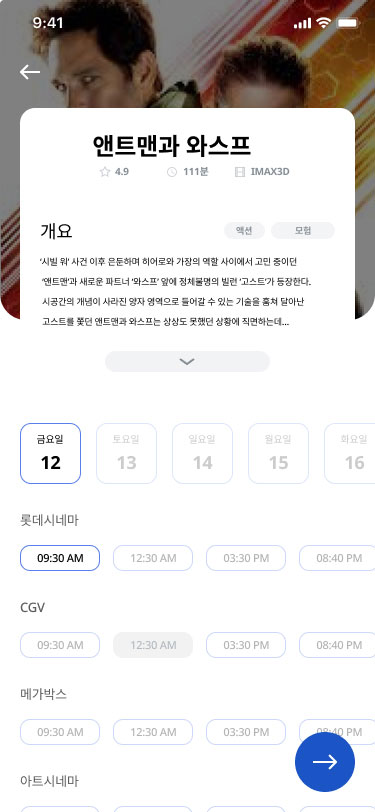 9:41
앤트맨과 와스프
4.9 111분 IMAX3D
개요 액션 모험
'시빌 워' 사건 이후 은둔하며 히어로와 가장의 역할 사이에서 고민 중이던
'앤트맨'과 새로운 파트너 '와스프' 앞에 정체불명의 빌런 '고스트'가 등장한다.
시공간의 개념이 사라진 양자 영역으로 들어갈 수 있는 기술을 훔쳐 달아난
고스트를 쫓던 앤트맨과 와스프는 상상도 못했던 상황에 직면하는데...
금요일 토요일 일요일 월요일 화요일
12 13 14 15 16
롯데시네마
09:30 AM 12:30 AM 03:30 PM 08:40 PM
CGV
09:30 AM 12:30 AM 03:30 PM 08:40 PM
메가박스
09:30 AM 12:30 AM 03:30 PM 08:40 PM
아트시네마